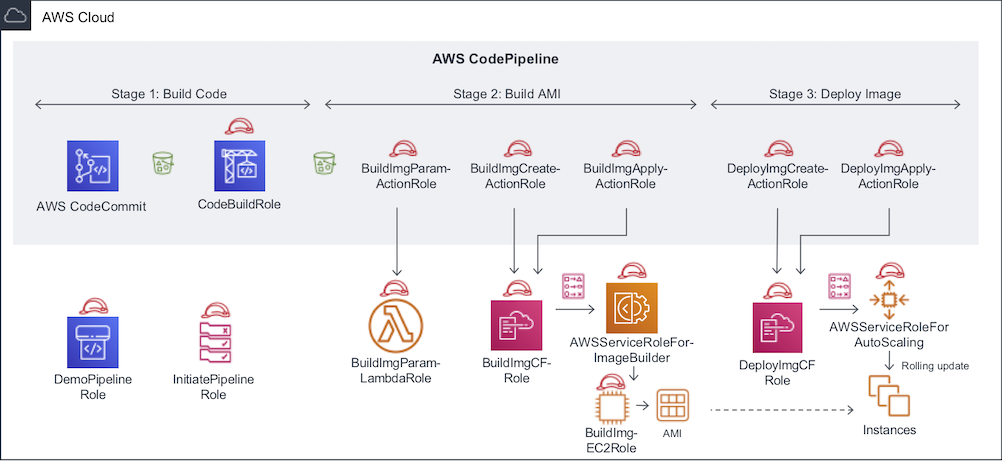 AWS Cloud
AWS CodePipeline
Stage 1: Build Code
Stage 2: Build AMI
Stage 3: Deploy Image
AWS CodeCommit
CodeBuildRole
BuildImgParam-
ActionRole
BuildImgCreate-
ActionRole
BuildImgApply-
ActionRole
DeployImgCreate-
ActionRole
DeployImgApply-
ActionRole
DemoPipeline
Role
InitiatePipeline
Role
BuildImgParam-
LambdaRole
BuildImgCF-
Role
AWSServiceRoleFor-
ImageBuilder
DeployImgCF
Role
AWSServiceRoleFor
AutoScaling
Rolling update
BuildImg-
EC2Role
AMI
Instances